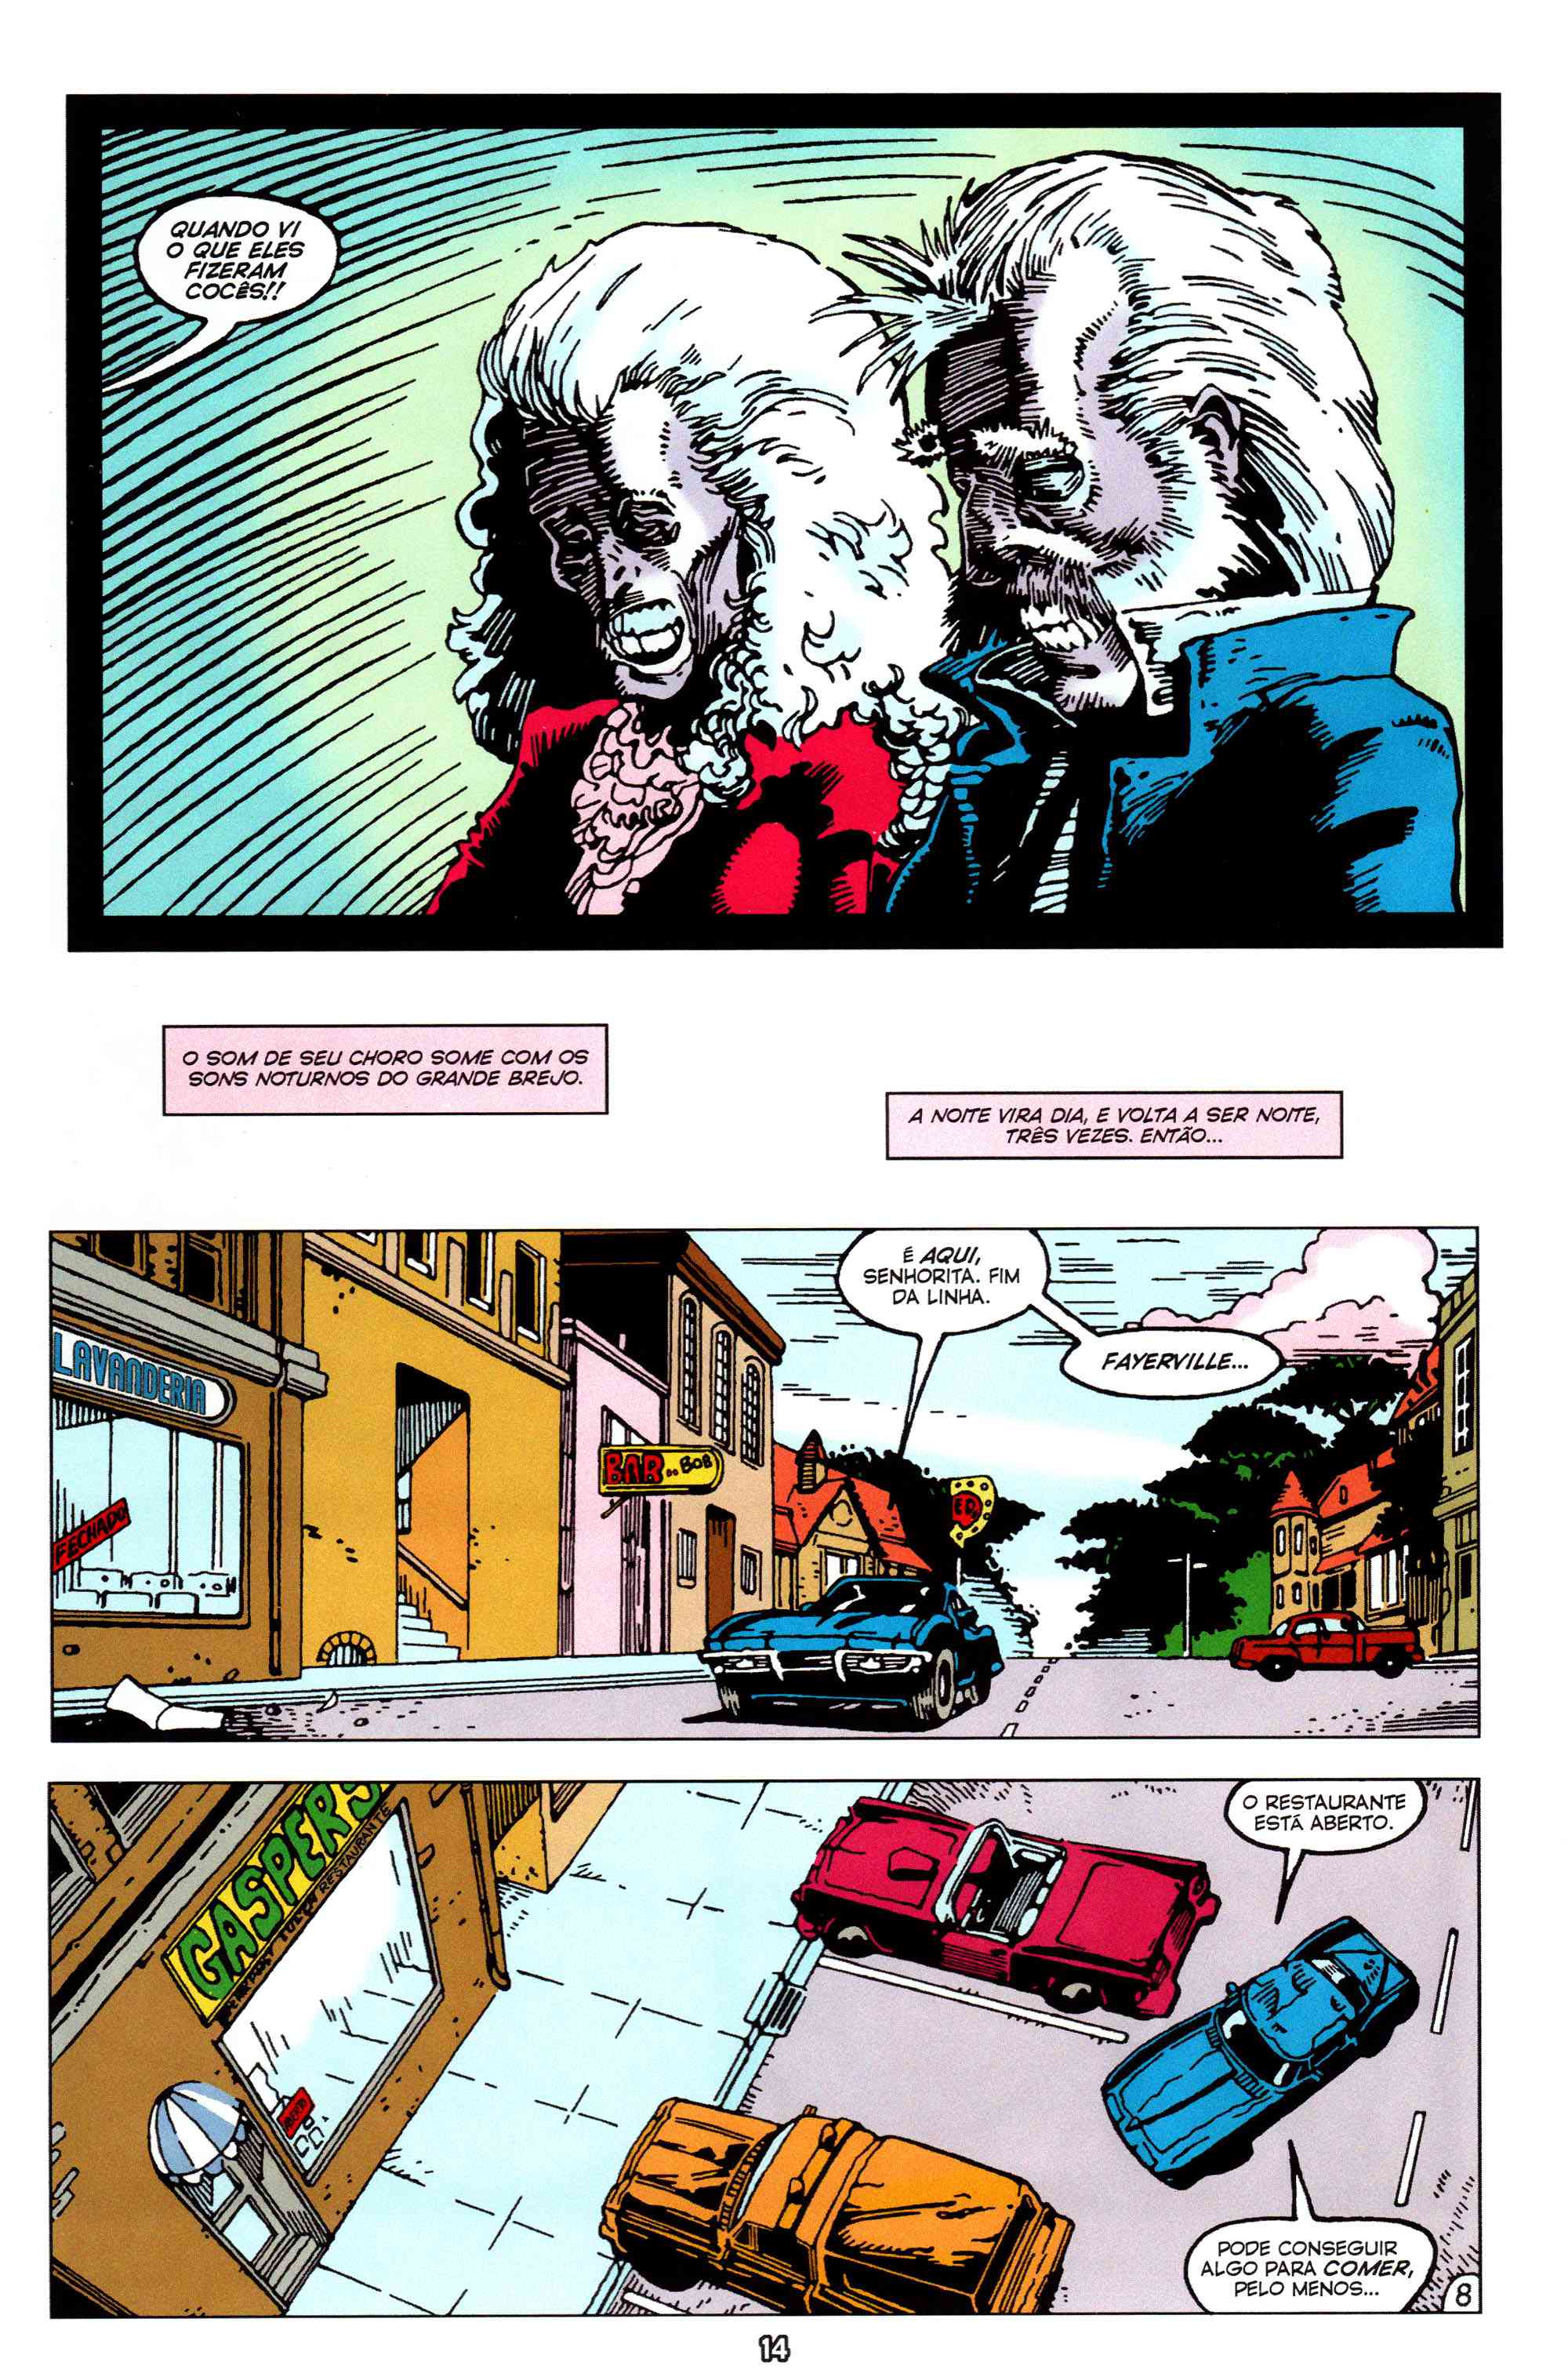 QUANDO VI
O QUE ELES
FIZERAM
COCÊS!!
O SOM DE SEU CHORO SOME COM OS
SONS NOTURNOS DO GRANDE BREJO.
A NOITE VIRA DIA, E VOLTA A SER NOITE,
TRÊS VEZES. ENTÃO...
É AQUI,
SENHORITA. FIM
DA LINHA.
FAYERVILLE...
LAVANDERIA
FECHADO
BAR DO BOB
GASPERS
RESTAURANTE
O RESTAURANTE
ESTÁ ABERTO.
PODE CONSEGUIR
ALGO PARA COMER,
PELO MENOS...
8
14